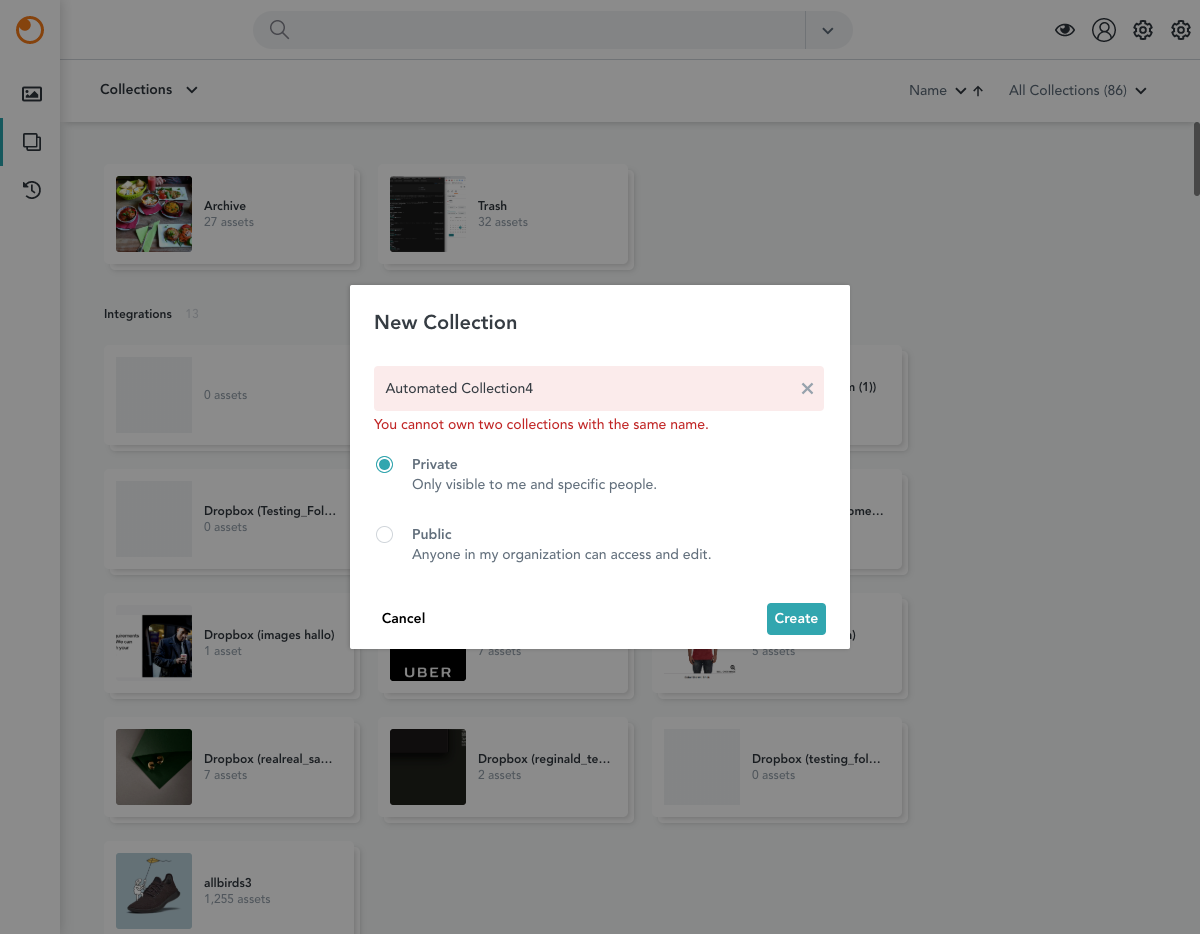 Collections
Name
All Collections (86)
Archive
27 assets
Trash
32 assets
Integrations 13
New Collection
Automated Collection4
You cannot own two collections with the same name.
Private
Only visible to me and specific people.
Public
Anyone in my organization can access and edit.
Cancel
Create
0 assets
(1))
Dropbox (Testing_Fol...
0 assets
ome...
Dropbox (images hallo)
1 asset
We can
your
UBER
7 assets
5 assets
Dropbox (realreal_sa...
7 assets
Dropbox (reginald_te...
2 assets
Dropbox (testing_fol...
0 assets
allbirds3
1,255 assets